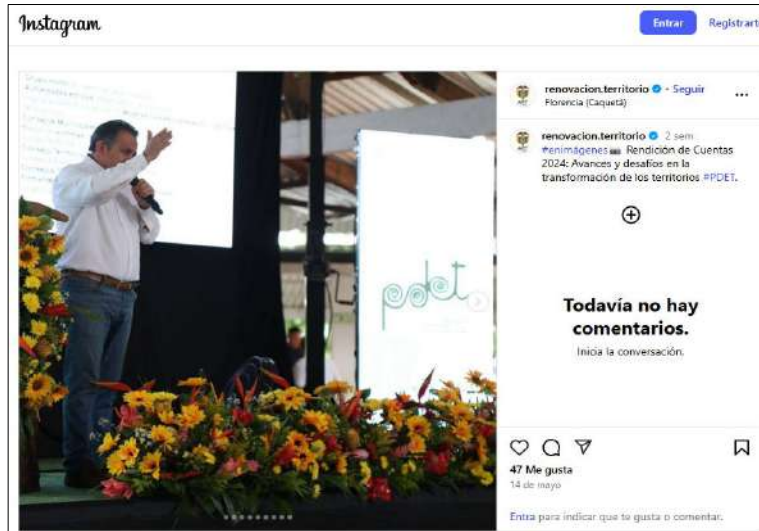 Instagram
Entrar
Registrart
renovacion.territorio • Seguir
Florencia (Caquetá)
renovacion.territorio 2 sem
#enimágenes📷 Rendición de Cuentas
2024: Avances y desafíos en la
transformación de los territorios #PDET.
Todavía no hay
comentarios.
Inicia la conversación.
pdet
47 Me gusta
14 de mayo
Entra para indicar que te gusta o comentar.